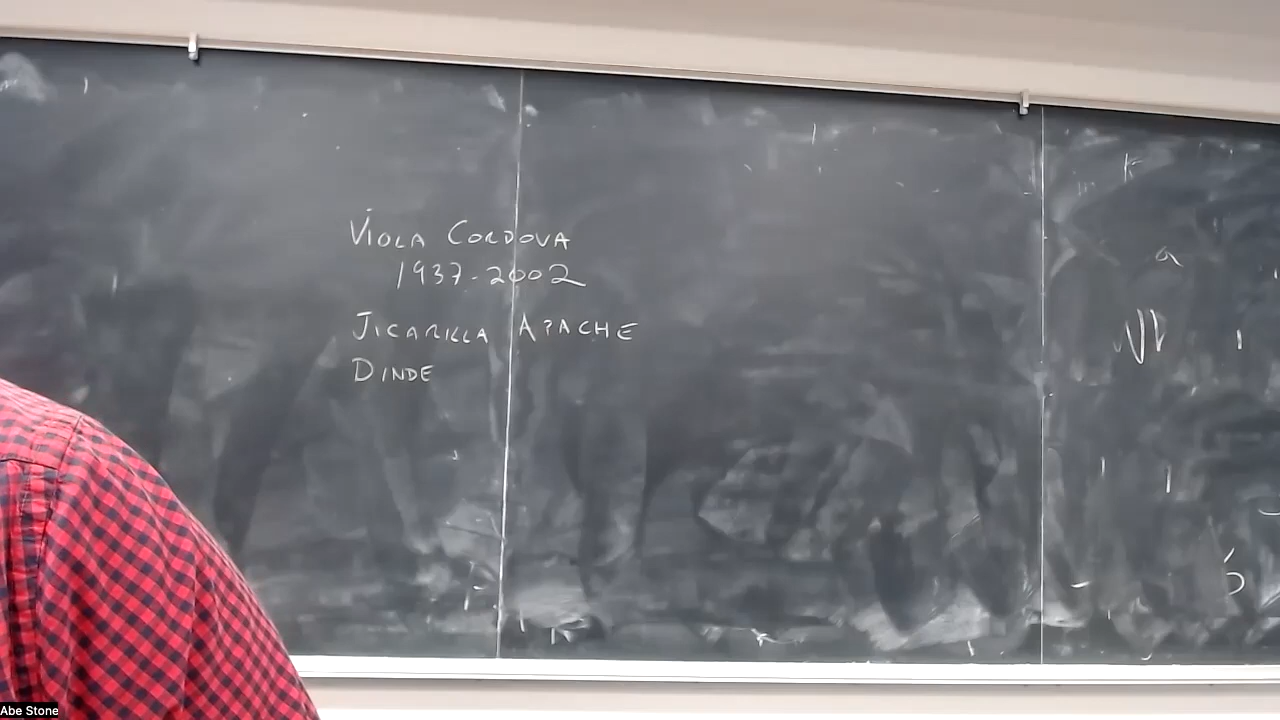 Viola Cordova
1937-2002
Jicarilla Apache
Dinde
Abe Stone